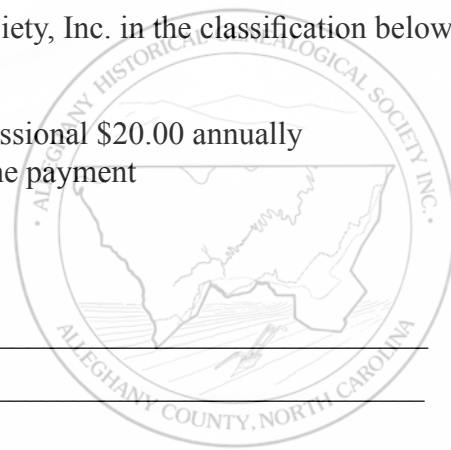 iety, Inc. in the classification below
ssional $20.00 annually
ne payment
• ALLEGHANY HISTORICAL GENEALOGICAL SOCIETY INC. •
ALLEGHANY COUNTY, NORTH CAROLINA